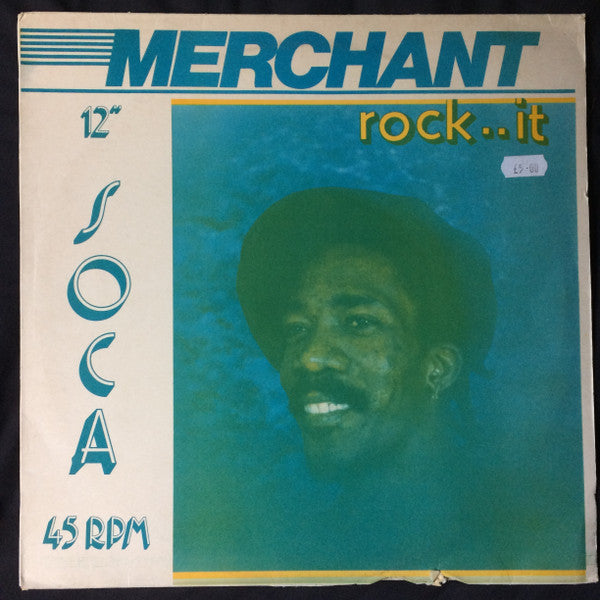 MERCHANT
rock..it
£5.00
12"
SOCA
45 RPM